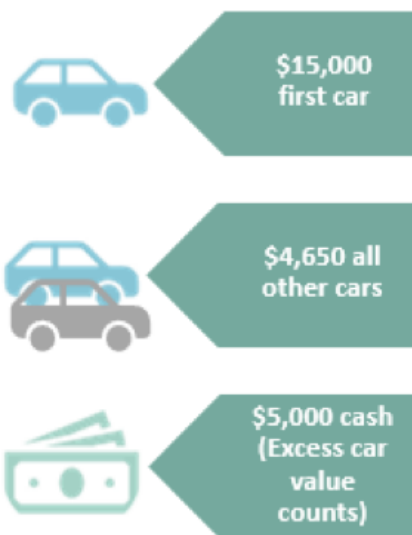 $15,000
first car
$4,650 all
other cars
$5,000 cash
(Excess car
value
counts)